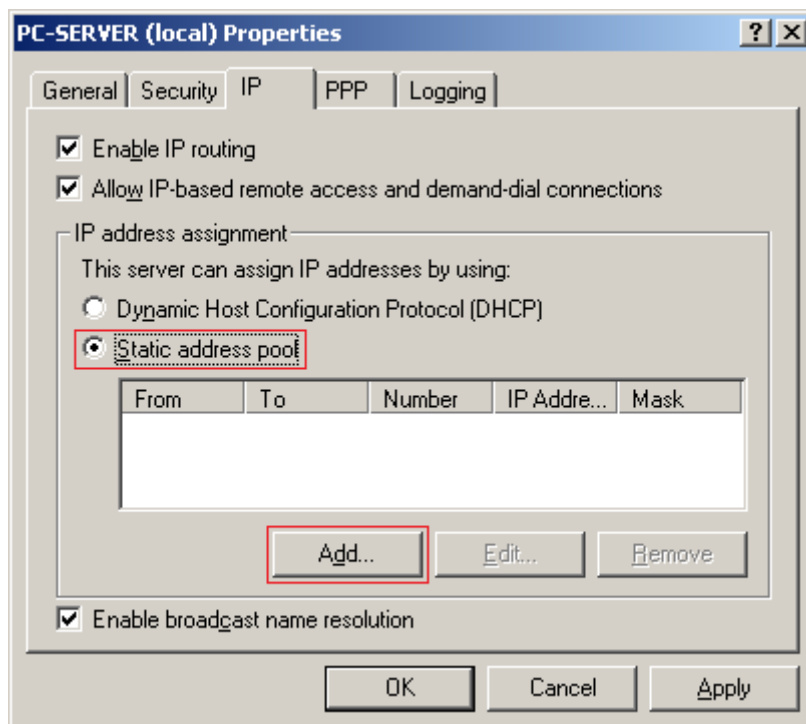 PC-SERVER (local) Properties
General Security IP PPP Logging
Enable IP routing
Allow IP-based remote access and demand-dial connections
IP address assignment
This server can assign IP addresses by using:
Dynamic Host Configuration Protocol (DHCP)
Static address pool
From To Number IP Addre... Mask
Add... Edit... Remove
Enable broadcast name resolution
OK Cancel Apply